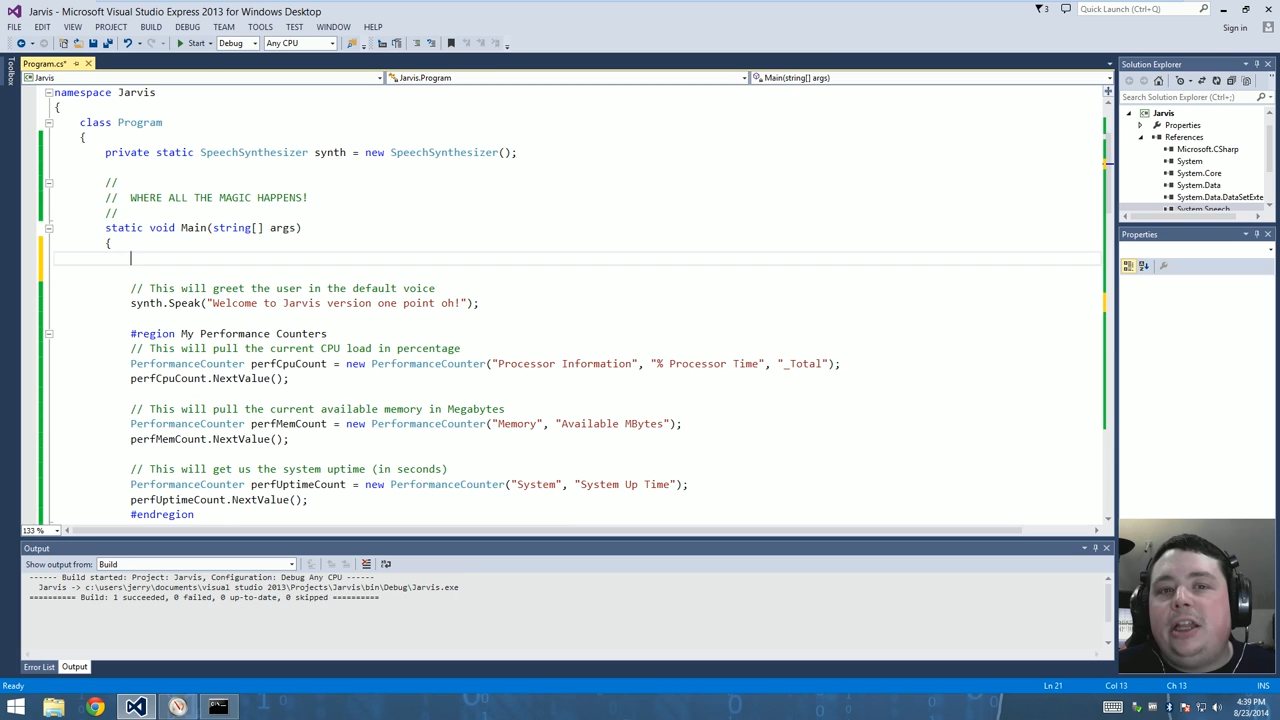 Jarvis - Microsoft Visual Studio Express 2013 for Windows Desktop
3
Quick Launch (Ctrl+Q)
FILE EDIT VIEW PROJECT BUILD DEBUG TEAM TOOLS TEST WINDOW HELP
Sign in
Start Debug Any CPU
Toolbox
Program.cs*
Jarvis Jarvis.Program Main(string[] args)
namespace Jarvis
{
class Program
{
private static SpeechSynthesizer synth = new SpeechSynthesizer();
//
// WHERE ALL THE MAGIC HAPPENS!
//
static void Main(string[] args)
{
// This will greet the user in the default voice
synth.Speak("Welcome to Jarvis version one point oh!");
#region My Performance Counters
// This will pull the current CPU load in percentage
PerformanceCounter perfCpuCount = new PerformanceCounter("Processor Information", "% Processor Time", "_Total");
perfCpuCount.NextValue();
// This will pull the current available memory in Megabytes
PerformanceCounter perfMemCount = new PerformanceCounter("Memory", "Available MBytes");
perfMemCount.NextValue();
// This will get us the system uptime (in seconds)
PerformanceCounter perfUptimeCount = new PerformanceCounter("System", "System Up Time");
perfUptimeCount.NextValue();
#endregion
133 %
Output
Show output from: Build
------ Build started: Project: Jarvis, Configuration: Debug Any CPU ------
Jarvis -> c:\users\jerry\documents\visual studio 2013\Projects\Jarvis\bin\Debug\Jarvis.exe
========== Build: 1 succeeded, 0 failed, 0 up-to-date, 0 skipped ==========
Error List Output
Solution Explorer
Search Solution Explorer (Ctrl+;)
Jarvis
Properties
References
Microsoft.CSharp
System
System.Core
System.Data
System.Data.DataSetExte
System.Speech
Properties
Ready
Ln 21 Col 13 Ch 13 INS
4:39 PM
8/23/2014